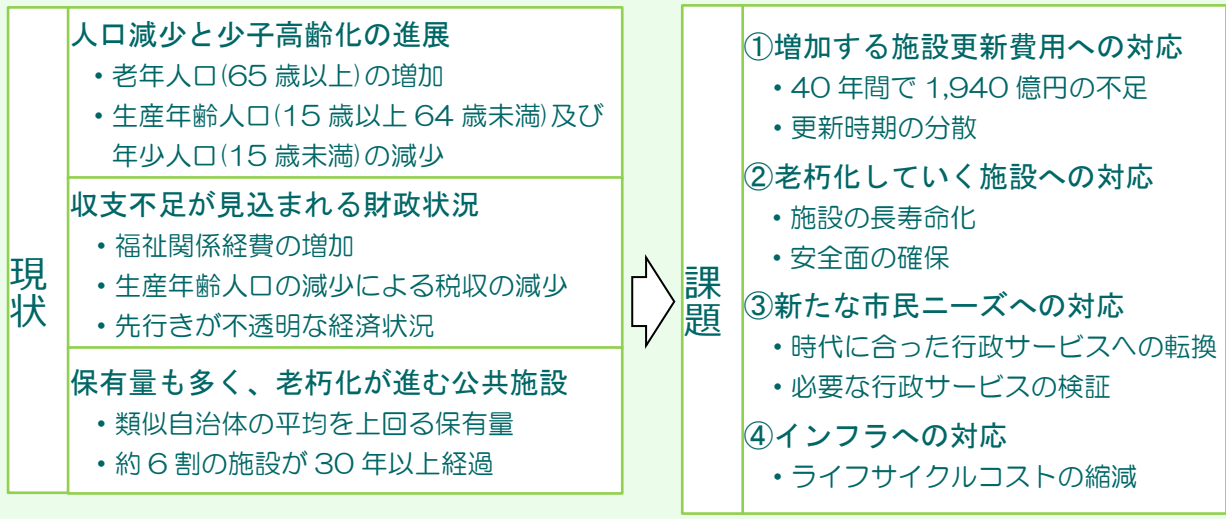 現状
人口減少と少子高齢化の進展
・老年人口(65 歳以上)の増加
・生産年齢人口(15 歳以上 64 歳未満)及び
年少人口(15 歳未満)の減少
収支不足が見込まれる財政状況
・福祉関係経費の増加
・生産年齢人口の減少による税収の減少
・先行きが不透明な経済状況
保有量も多く、老朽化が進む公共施設
・類似自治体の平均を上回る保有量
・約 6 割の施設が 30 年以上経過
課題
①増加する施設更新費用への対応
・40 年間で 1,940 億円の不足
・更新時期の分散
②老朽化していく施設への対応
・施設の長寿命化
・安全面の確保
③新たな市民ニーズへの対応
・時代に合った行政サービスへの転換
・必要な行政サービスの検証
④インフラへの対応
・ライフサイクルコストの縮減